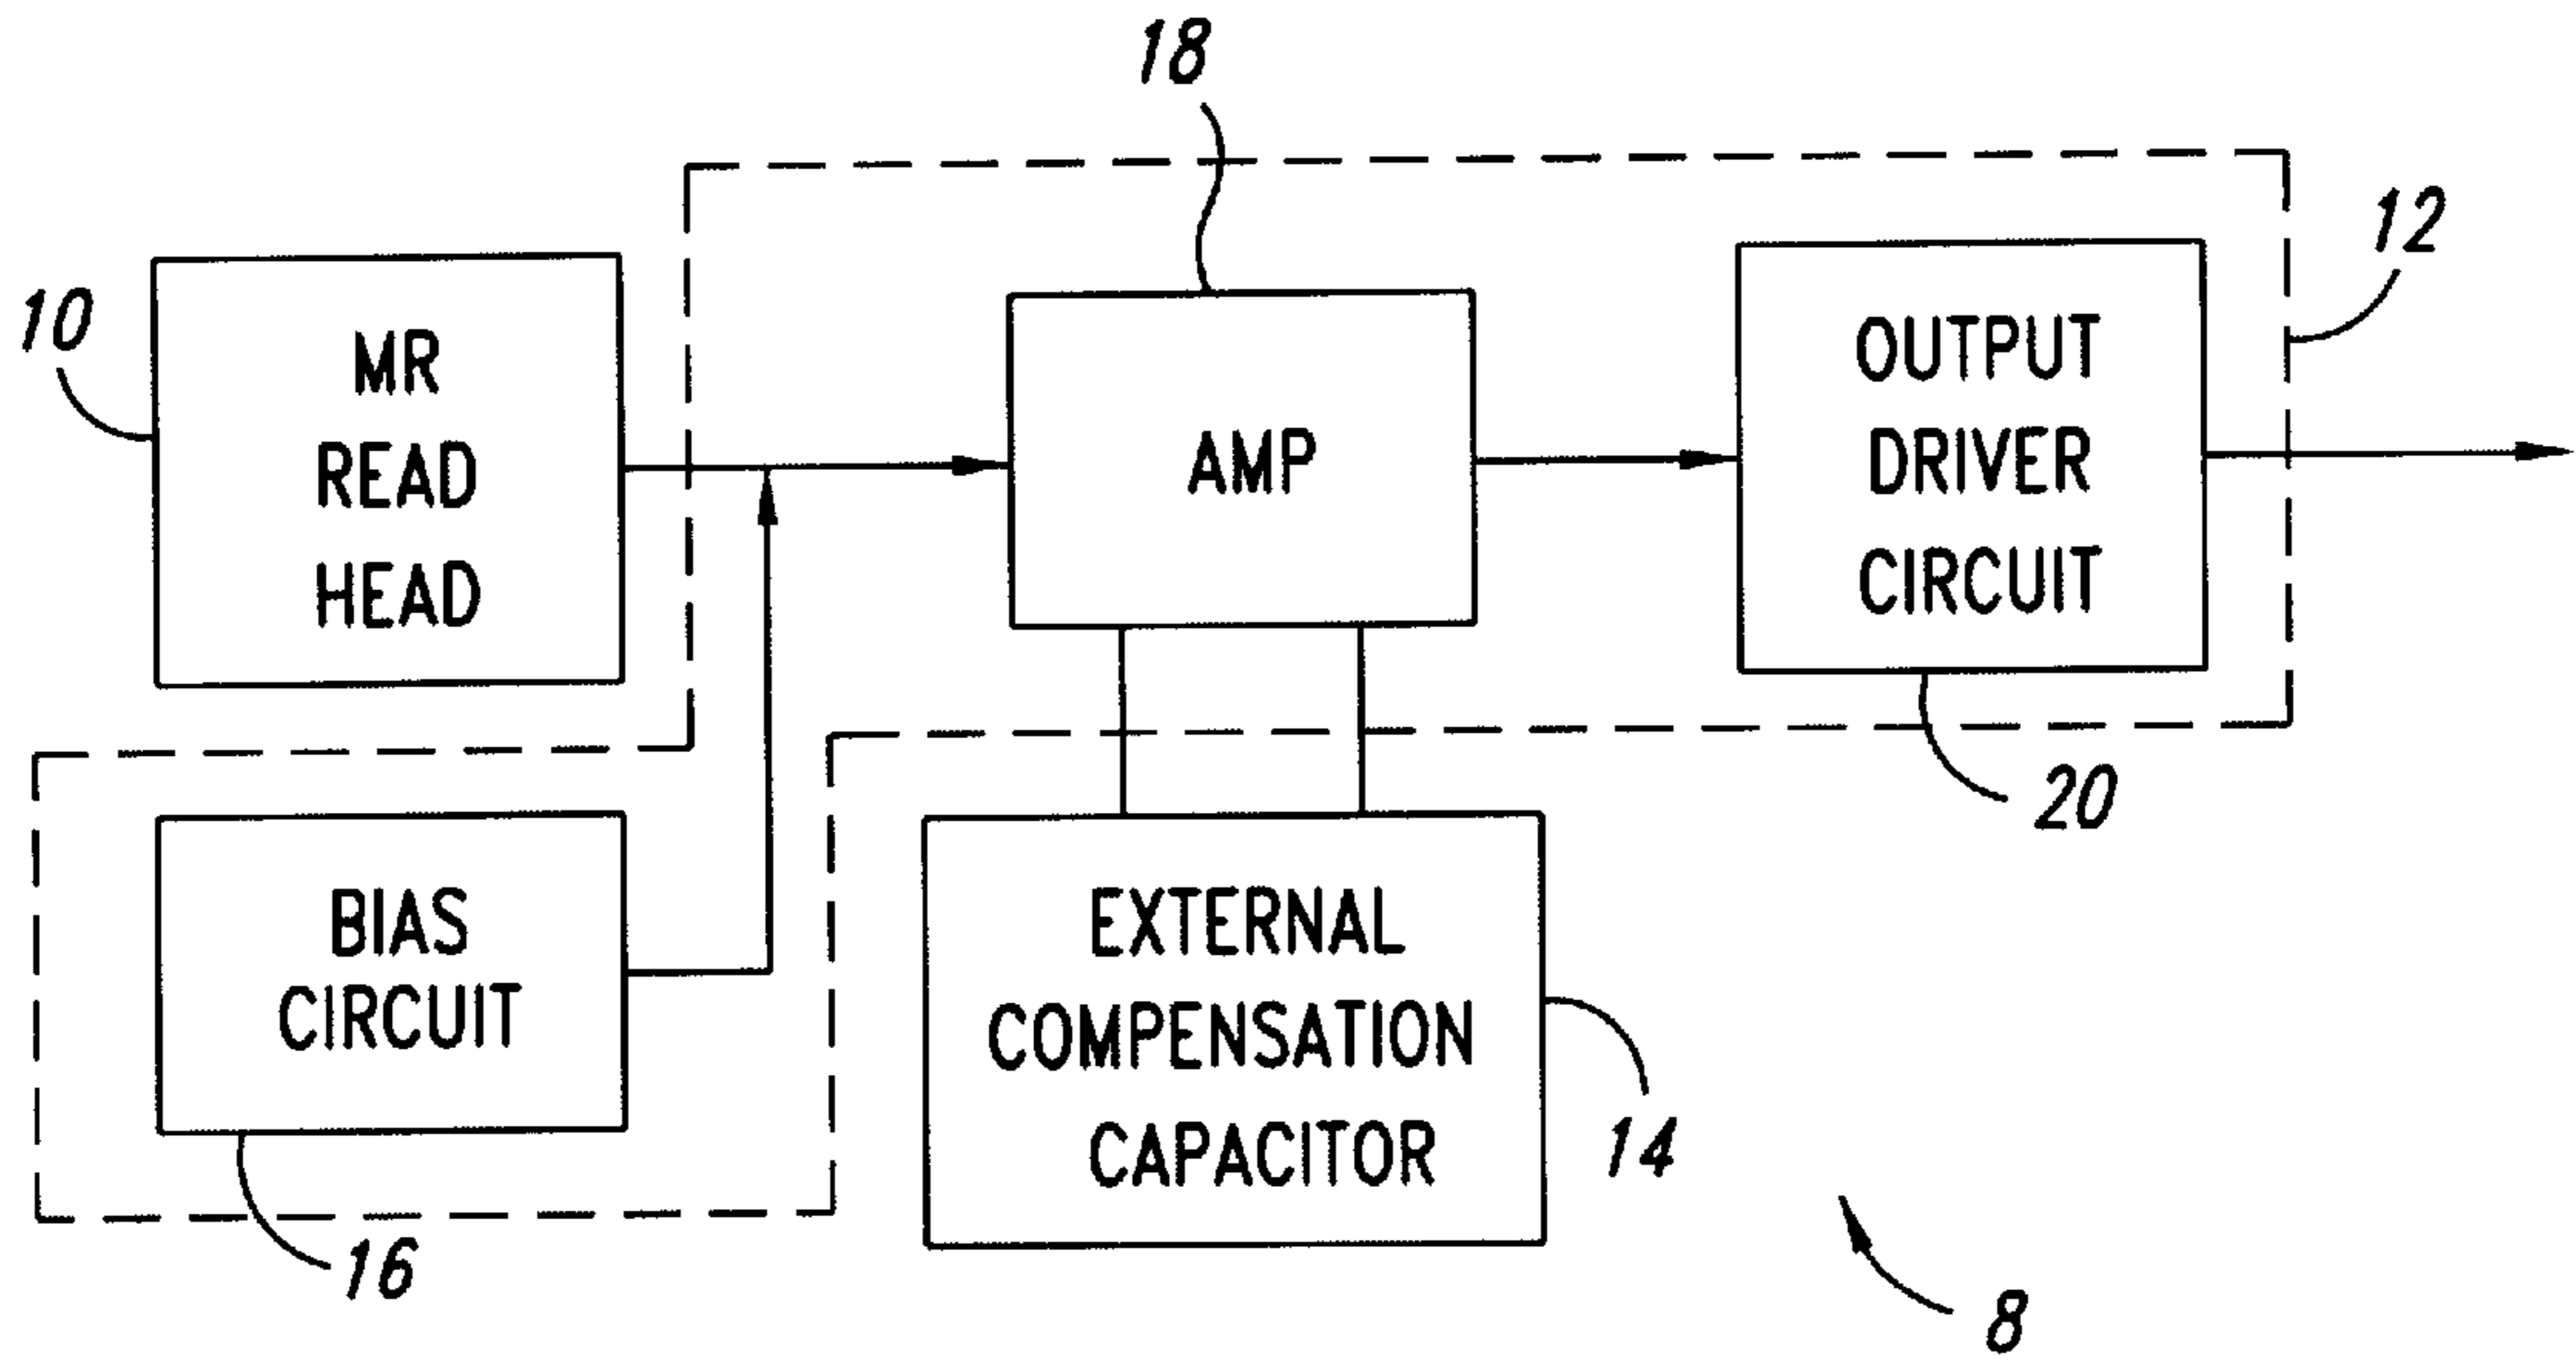 18
12
10
MR
READ
HEAD
AMP
OUTPUT
DRIVER
CIRCUIT
20
BIAS
CIRCUIT
16
EXTERNAL
COMPENSATION
CAPACITOR
14
8